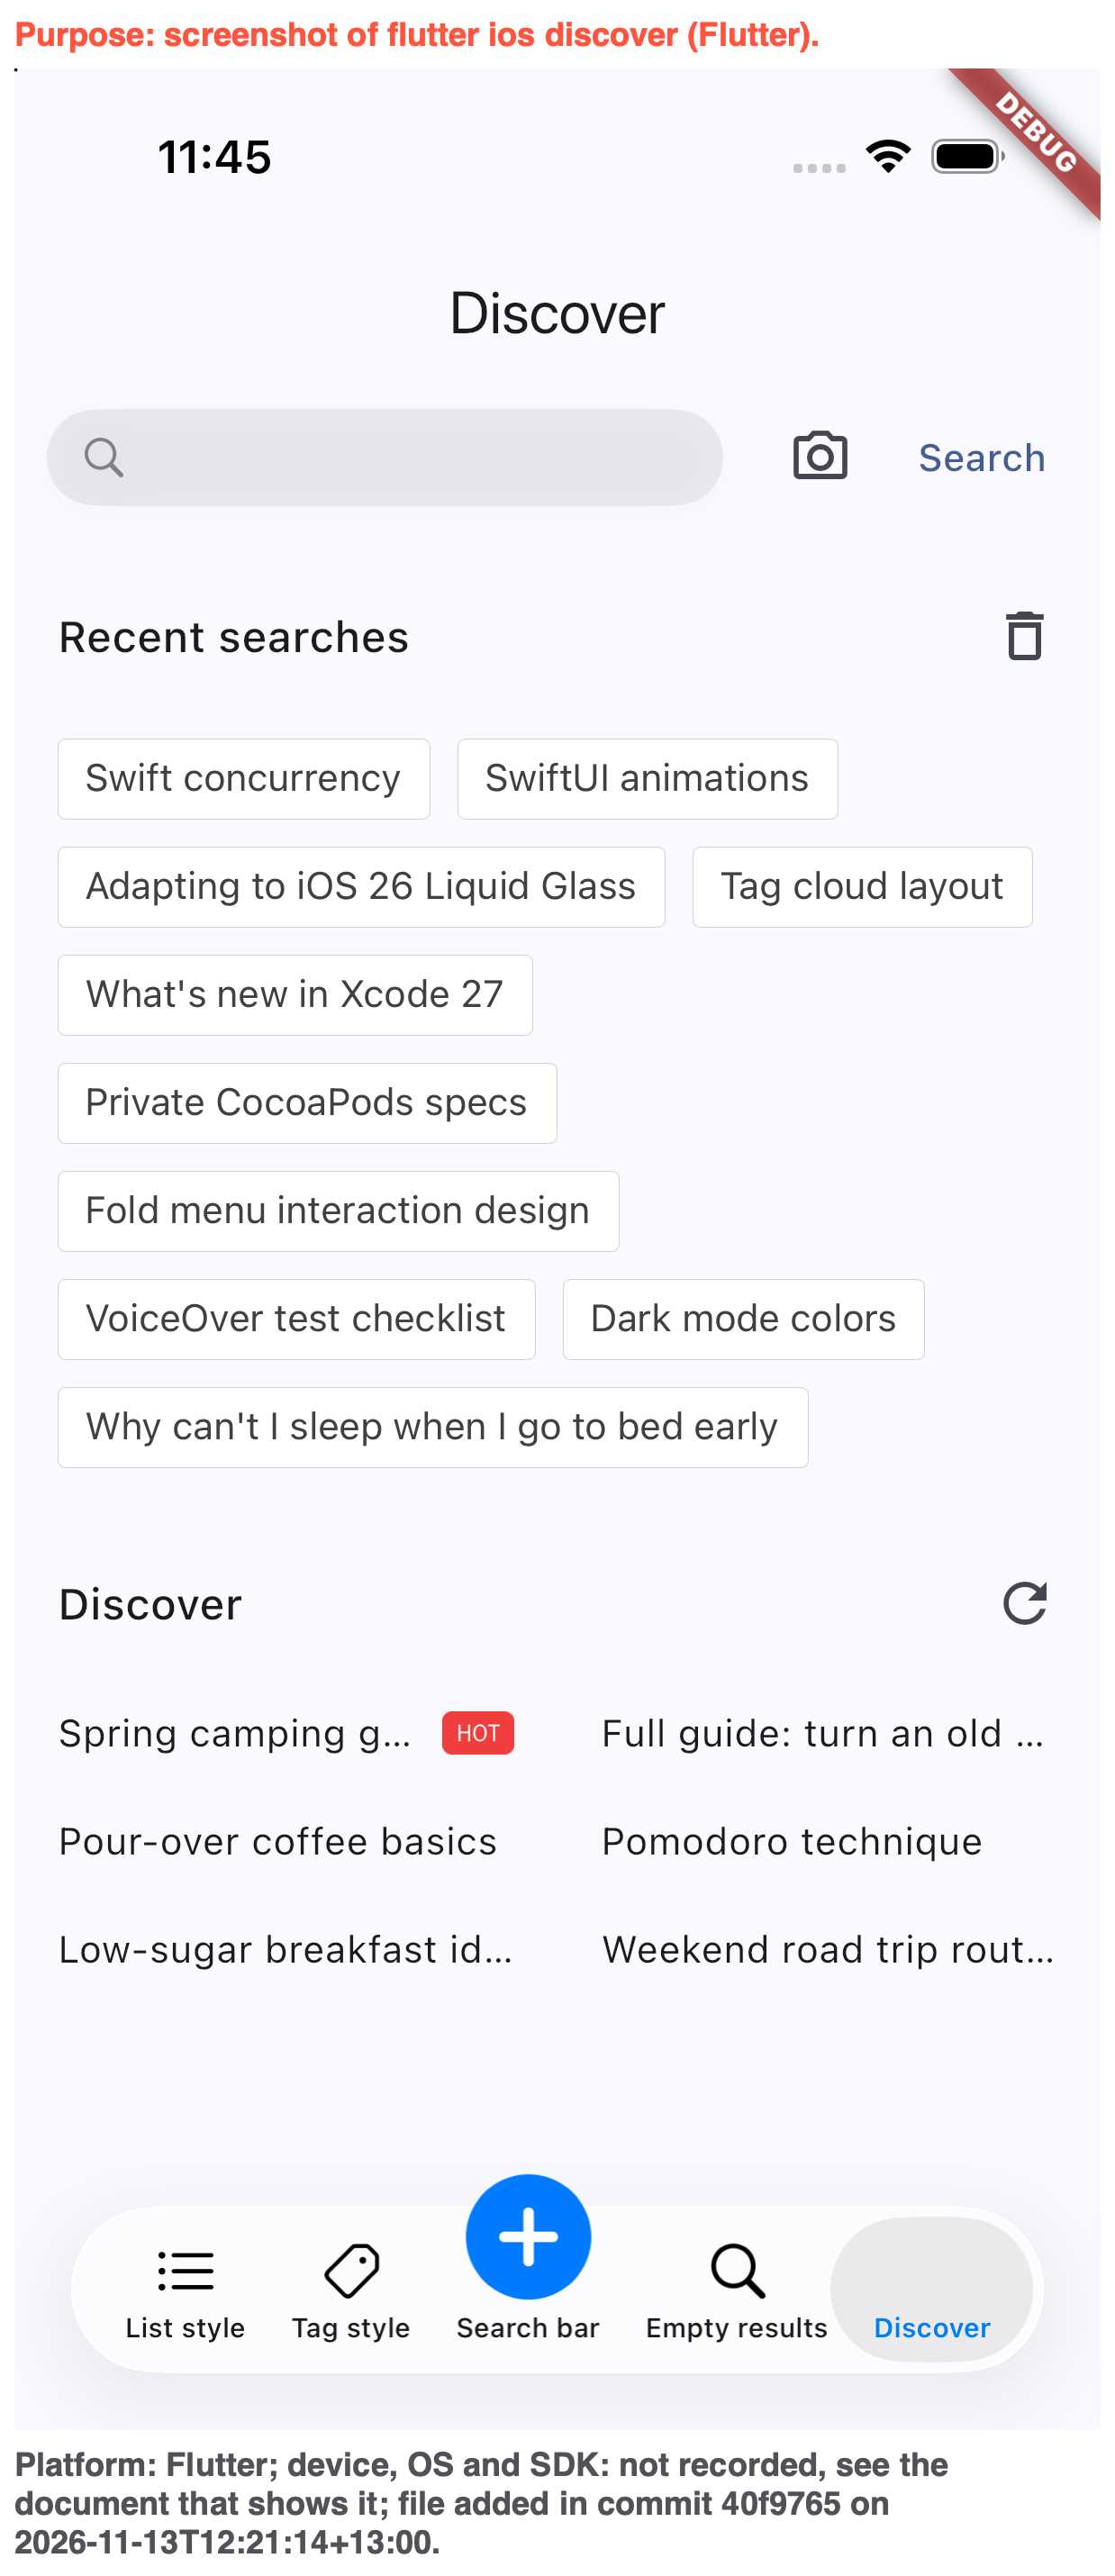 Purpose: screenshot of flutter ios discover (Flutter).
DEBUG
11:45
Discover
Search
Recent searches
Swift concurrency
SwiftUI animations
Adapting to iOS 26 Liquid Glass
Tag cloud layout
What's new in Xcode 27
Private CocoaPods specs
Fold menu interaction design
VoiceOver test checklist
Dark mode colors
Why can't I sleep when I go to bed early
Discover
Spring camping g... HOT
Full guide: turn an old ...
Pour-over coffee basics
Pomodoro technique
Low-sugar breakfast id...
Weekend road trip rout...
List style
Tag style
Search bar
Empty results
Discover
Platform: Flutter; device, OS and SDK: not recorded, see the
document that shows it; file added in commit 40f9765 on
2026-11-13T12:21:14+13:00.